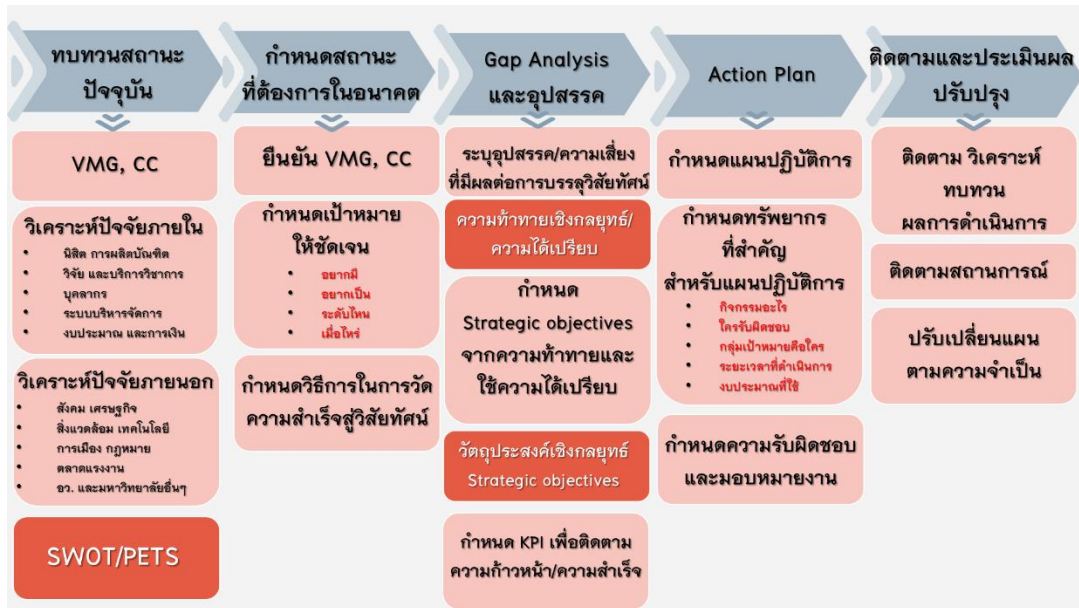 ทบทวนสถานะ
ปัจจุบัน
VMG, CC
วิเคราะห์ปัจจัยภายใน
• นิสิต การผลิตบัณฑิต
• วิจัย และบริการวิชาการ
• บุคลากร
• ระบบบริหารจัดการ
• งบประมาณ และการเงิน
วิเคราะห์ปัจจัยภายนอก
• สังคม เศรษฐกิจ
• สิ่งแวดล้อม เทคโนโลยี
• การเมือง กฎหมาย
• ตลาดแรงงาน
• อว. และมหาวิทยาลัยอื่นๆ
SWOT/PETS
กำหนดสถานะ
ที่ต้องการในอนาคต
ยืนยัน VMG, CC
กำหนดเป้าหมาย
ให้ชัดเจน
• อยากมี
• อยากเป็น
• ระดับไหน
• เมื่อไหร่
กำหนดวิธีการในการวัด
ความสำเร็จสู่วิสัยทัศน์
Gap Analysis
และอุปสรรค
ระบุอุปสรรค/ความเสี่ยง
ที่มีผลต่อการบรรลุวิสัยทัศน์
ความท้าทายเชิงกลยุทธ์/
ความได้เปรียบ
กำหนด
Strategic objectives
จากความท้าทายและ
ใช้ความได้เปรียบ
วัตถุประสงค์เชิงกลยุทธ์
Strategic objectives
กำหนด KPI เพื่อติดตาม
ความก้าวหน้า/ความสำเร็จ
Action Plan
กำหนดแผนปฏิบัติการ
กำหนดทรัพยากร
ที่สำคัญ
สำหรับแผนปฏิบัติการ
• กิจกรรมอะไร
• ใครรับผิดชอบ
• กลุ่มเป้าหมายคือใคร
• ระยะเวลาที่ดำเนินการ
• งบประมาณที่ใช้
กำหนดความรับผิดชอบ
และมอบหมายงาน
ติดตามและประเมินผล
ปรับปรุง
ติดตาม วิเคราะห์
ทบทวน
ผลการดำเนินการ
ติดตามสถานการณ์
ปรับเปลี่ยนแผน
ตามความจำเป็น